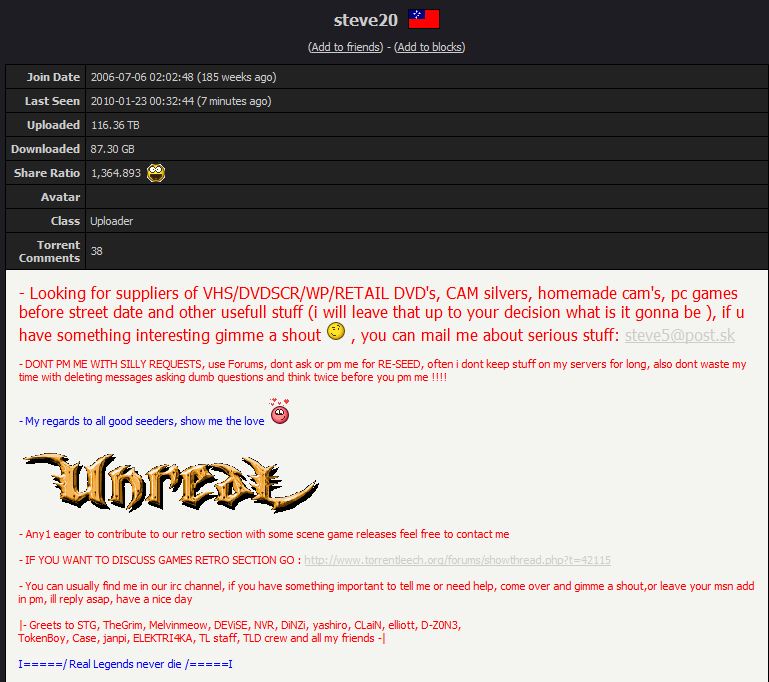 steve20
(Add to friends) - (Add to blocks)
Join Date 2006-07-06 02:02:48 (185 weeks ago)
Last Seen 2010-01-23 00:32:44 (7 minutes ago)
Uploaded 116.36 TB
Downloaded 87.30 GB
Share Ratio 1,364.893
Avatar
Class Uploader
Torrent
Comments 38
- Looking for suppliers of VHS/DVDSCR/WP/RETAIL DVD's, CAM silvers, homemade cam's, pc games
before street date and other usefull stuff (i will leave that up to your decision what is it gonna be ), if u
have something interesting gimme a shout , you can mail me about serious stuff: steve5@post.sk
- DONT PM ME WITH SILLY REQUESTS, use Forums, dont ask or pm me for RE-SEED, often i dont keep stuff on my servers for long, also dont waste my
time with deleting messages asking dumb questions and think twice before you pm me !!!!
- My regards to all good seeders, show me the love
Unreal
- Any1 eager to contribute to our retro section with some scene game releases feel free to contact me
- IF YOU WANT TO DISCUSS GAMES RETRO SECTION GO : http://www.torrentleech.org/forums/showthread.php?t=42115
- You can usually find me in our irc channel, if you have something important to tell me or need help, come over and gimme a shout,or leave your msn add
in pm, ill reply asap, have a nice day
|- Greets to STG, TheGrim, Melvinmeow, DEViSE, NVR, DiNZi, yashiro, CLaiN, elliott, D-Z0N3,
TokenBoy, Case, janpi, ELEKTRI4KA, TL staff, TLD crew and all my friends -|
I=====/ Real Legends never die /=====I